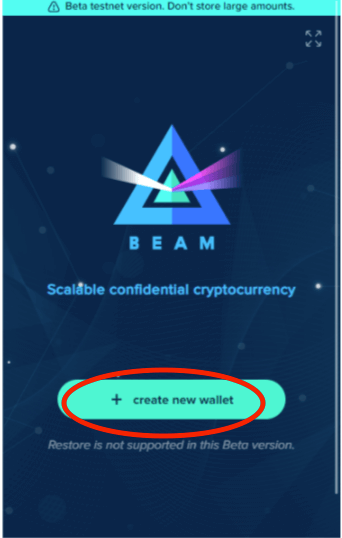 Beta testnet version. Don't store large amounts.
BEAM
Scalable confidential cryptocurrency
+ create new wallet
Restore is not supported in this Beta version.